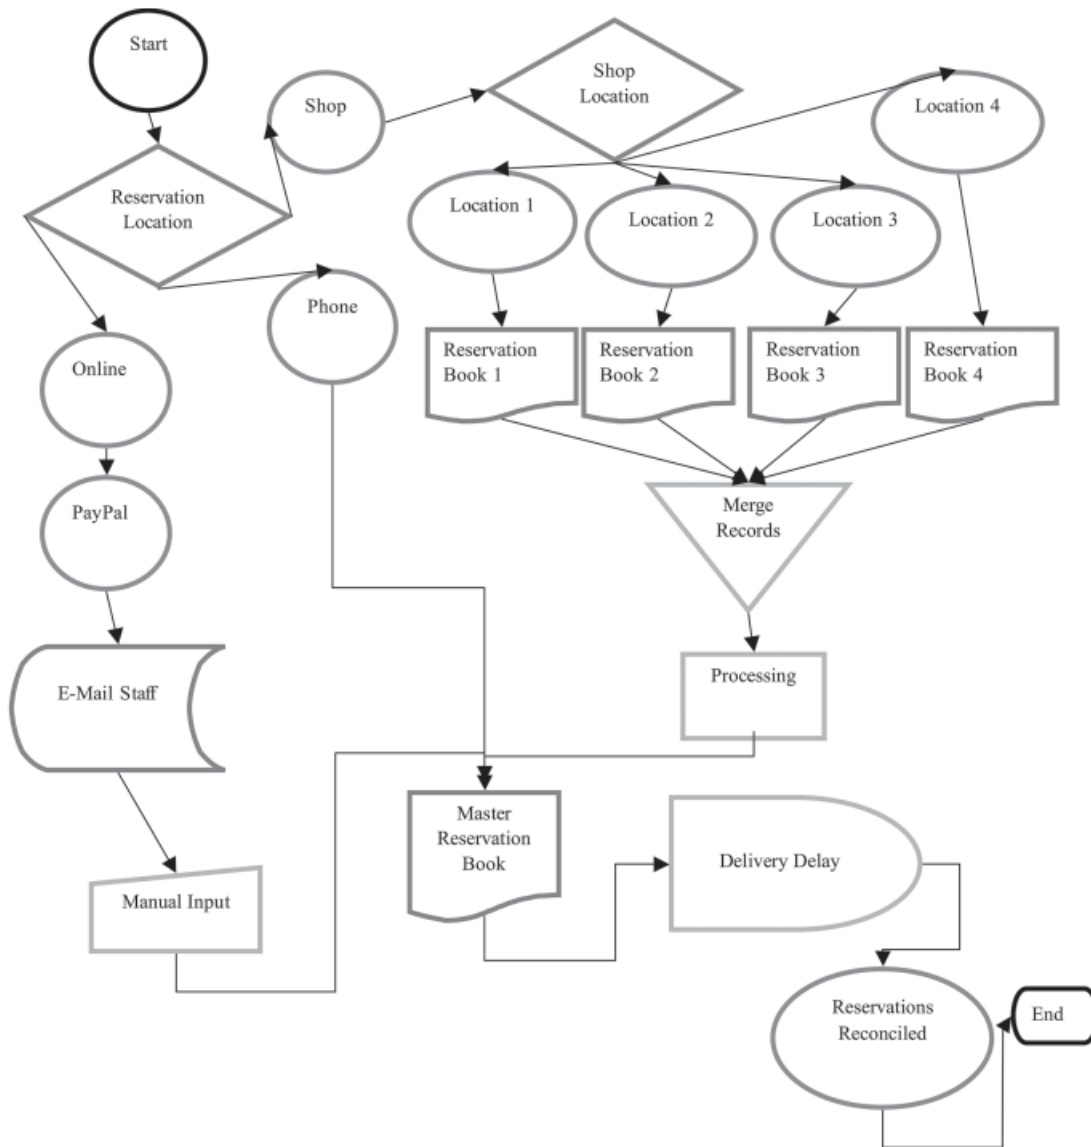 Start
Shop
Shop
Location
Location 4
Reservation
Location
Location 1
Location 2
Location 3
Phone
Online
Reservation
Book 1
Reservation
Book 2
Reservation
Book 3
Reservation
Book 4
PayPal
Merge
Records
E-Mail Staff
Processing
Master
Reservation
Book
Delivery Delay
Manual Input
Reservations
Reconciled
End